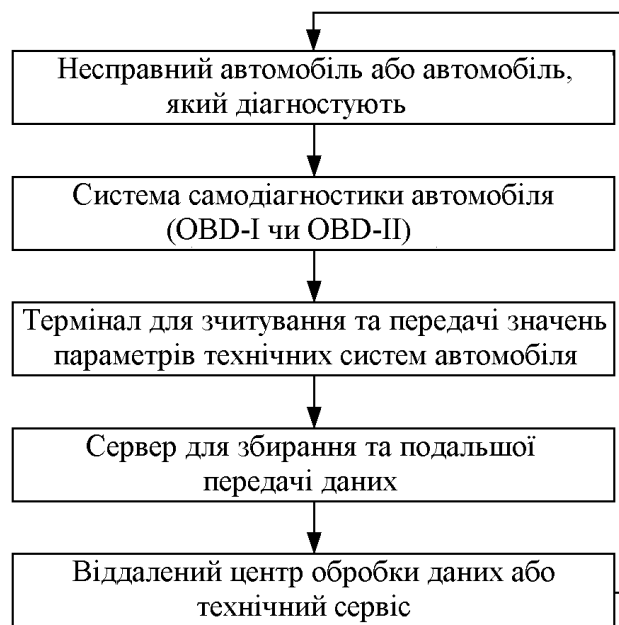 Несправний автомобіль або автомобіль,
який діагностують
Система самодіагностики автомобіля
(OBD-I чи OBD-II)
Термінал для зчитування та передачі значень
параметрів технічних систем автомобіля
Сервер для збирання та подальшої
передачі даних
Віддалений центр обробки даних або
технічний сервіс